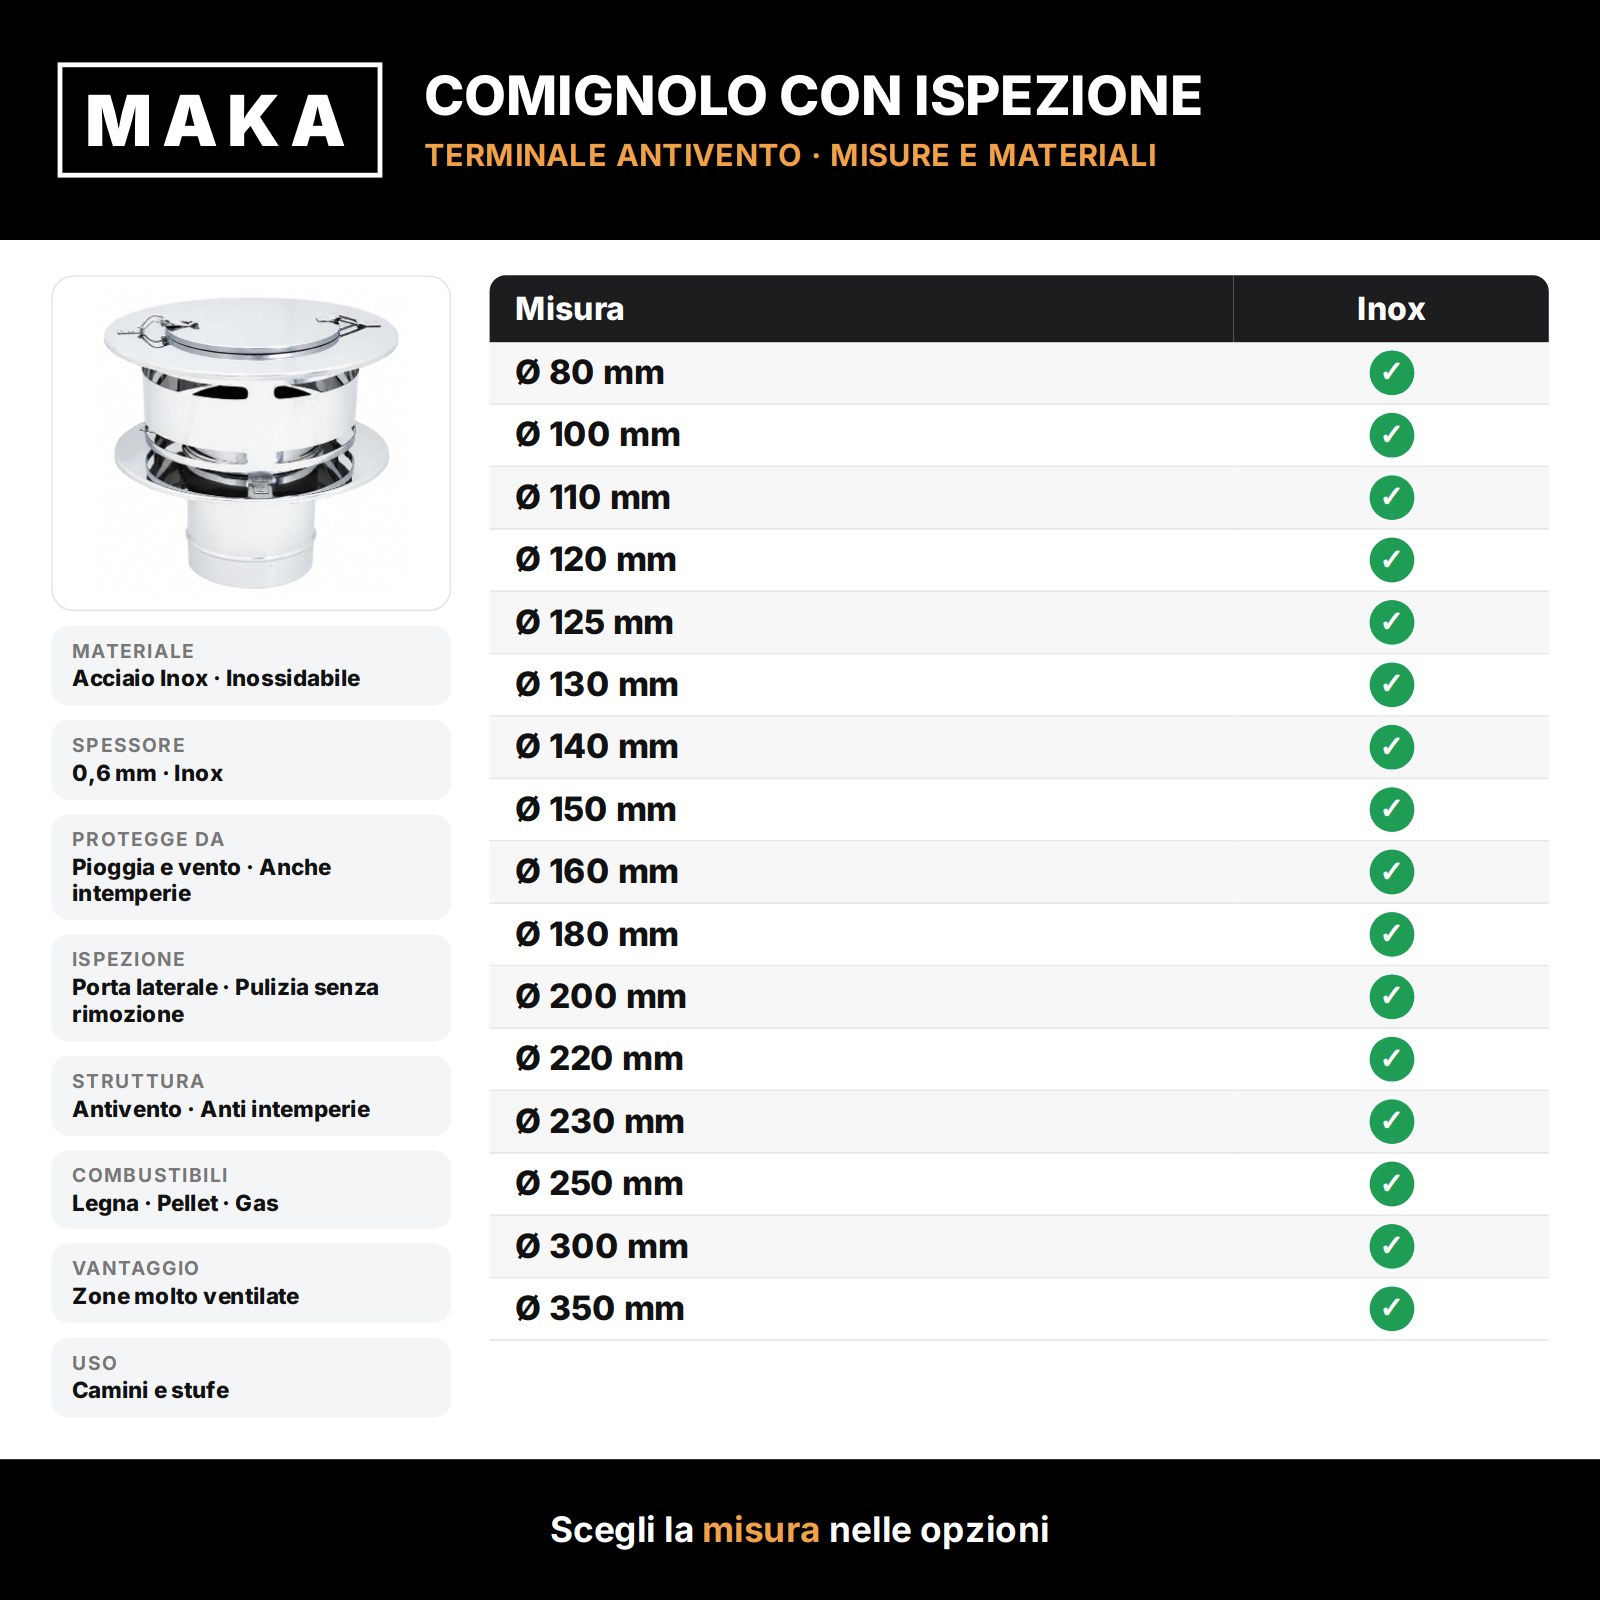 MAKA
COMIGNOLO CON ISPEZIONE
TERMINALE ANTIVENTO · MISURE E MATERIALI
MATERIALE
Acciaio Inox · Inossidabile
SPESSORE
0,6 mm · Inox
PROTEGGE DA
Pioggia e vento · Anche
intemperie
ISPEZIONE
Porta laterale · Pulizia senza
rimozione
STRUTTURA
Antivento · Anti intemperie
COMBUSTIBILI
Legna · Pellet · Gas
VANTAGGIO
Zone molto ventilate
USO
Camini e stufe
Misura Inox
Ø 80 mm ✓
Ø 100 mm ✓
Ø 110 mm ✓
Ø 120 mm ✓
Ø 125 mm ✓
Ø 130 mm ✓
Ø 140 mm ✓
Ø 150 mm ✓
Ø 160 mm ✓
Ø 180 mm ✓
Ø 200 mm ✓
Ø 220 mm ✓
Ø 230 mm ✓
Ø 250 mm ✓
Ø 300 mm ✓
Ø 350 mm ✓
Scegli la misura nelle opzioni